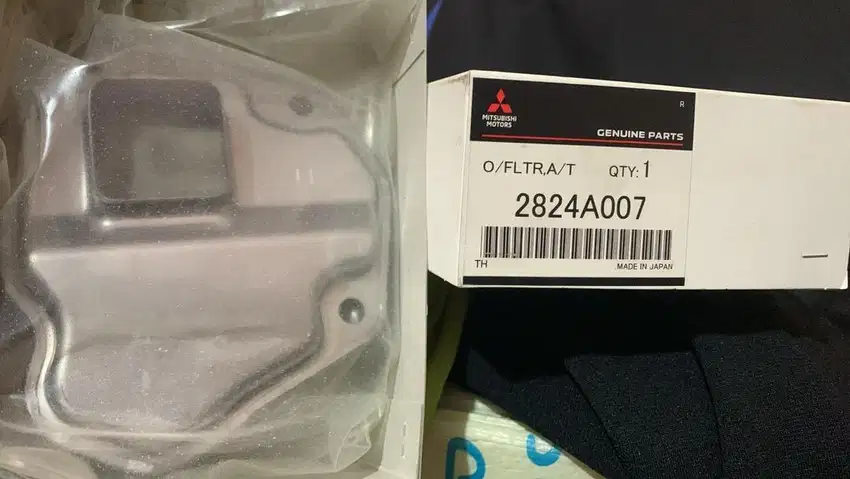 R
MITSUBISHI
MOTORS
GENUINE PARTS
O/FLTR,A/T QTY:1
2824A007
TH MADE IN JAPAN